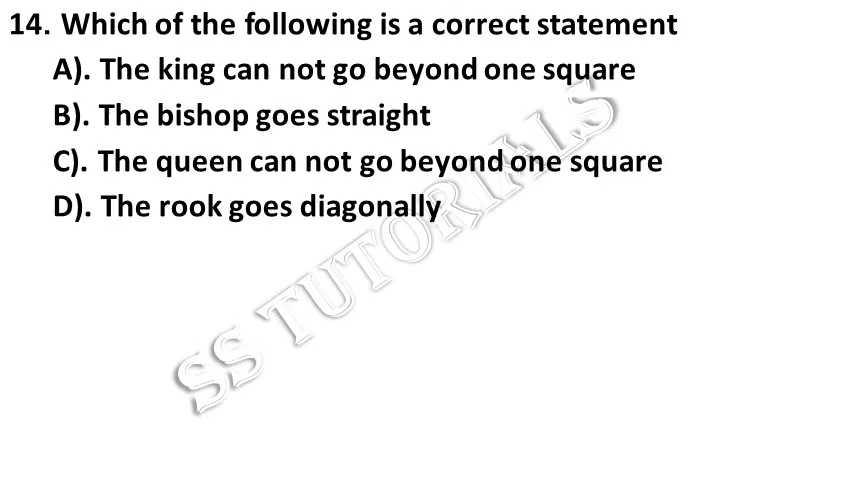 14. Which of the following is a correct statement
A). The king can not go beyond one square
B). The bishop goes straight
C). The queen can not go beyond one square
D). The rook goes diagonally
SS TUTORIALS